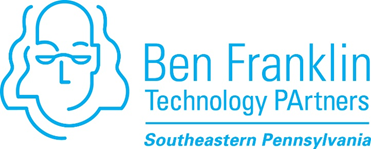 Ben Franklin
Technology PArtners
Southeastern Pennsylvania